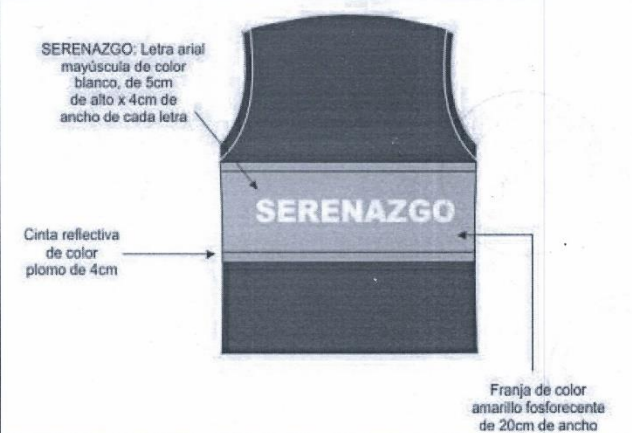 SERENAZGO: Letra arial
mayúscula de color
blanco, de 5cm
de alto x 4cm de
ancho de cada letra
SERENAZGO
Cinta reflectiva
de color
plomo de 4cm
Franja de color
amarillo fosforecente
de 20cm de ancho